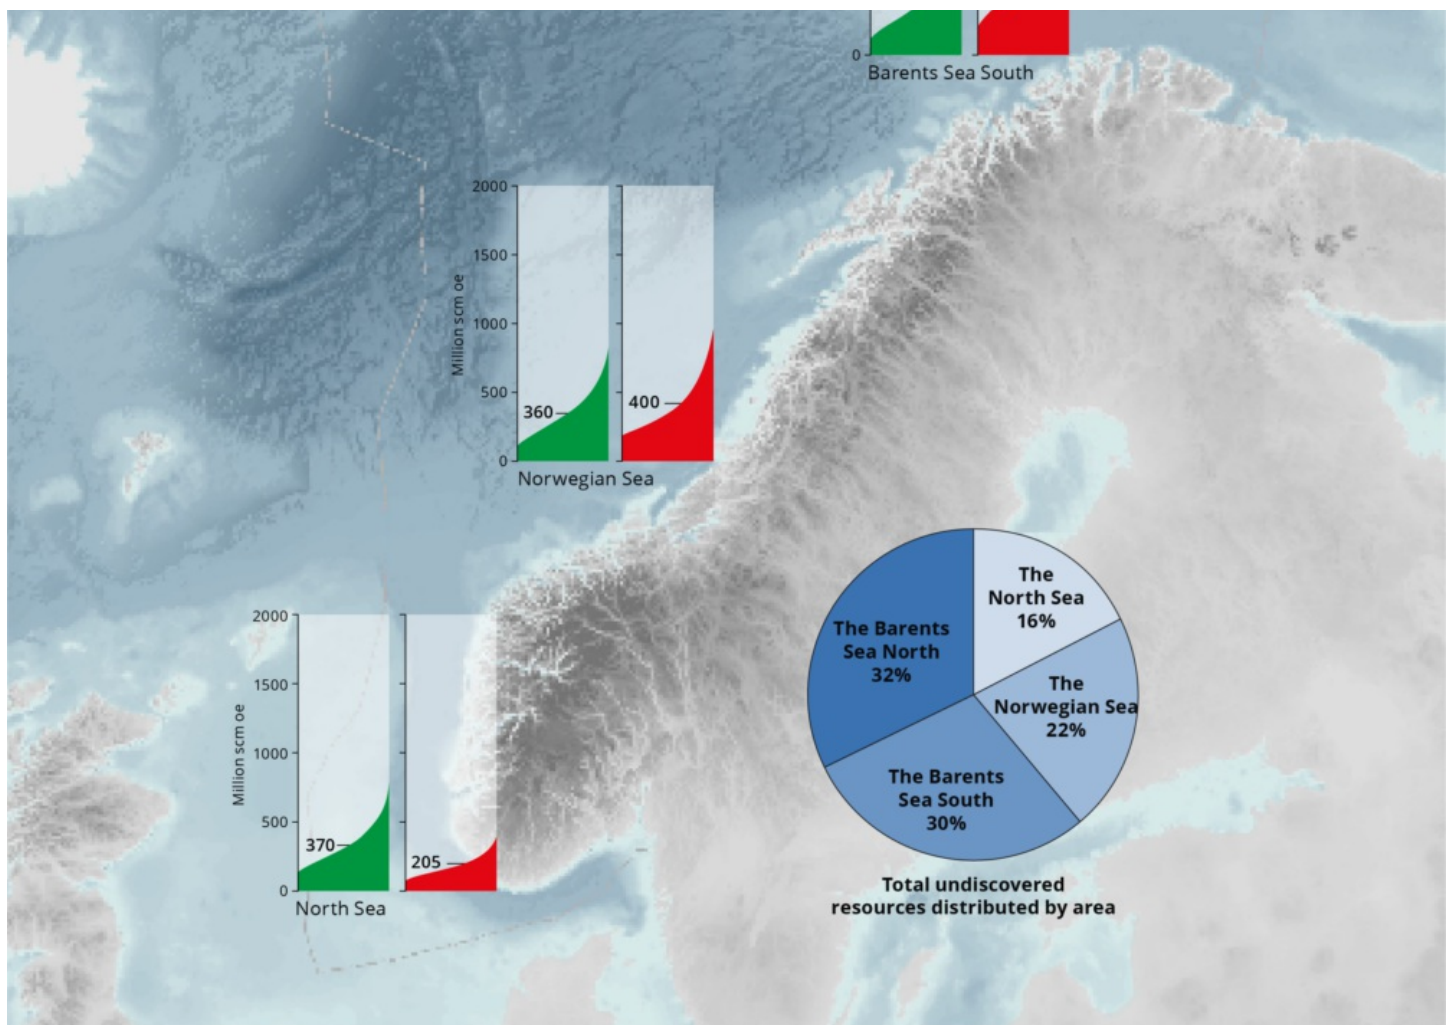 0
Barents Sea South
2000
1500
1000
500
0
Million scm oe
360
400
Norwegian Sea
2000
1500
1000
500
0
Million scm oe
370
205
North Sea
The
North Sea
16%
The Barents
Sea North
32%
The
Norwegian Sea
22%
The Barents
Sea South
30%
Total undiscovered
resources distributed by area